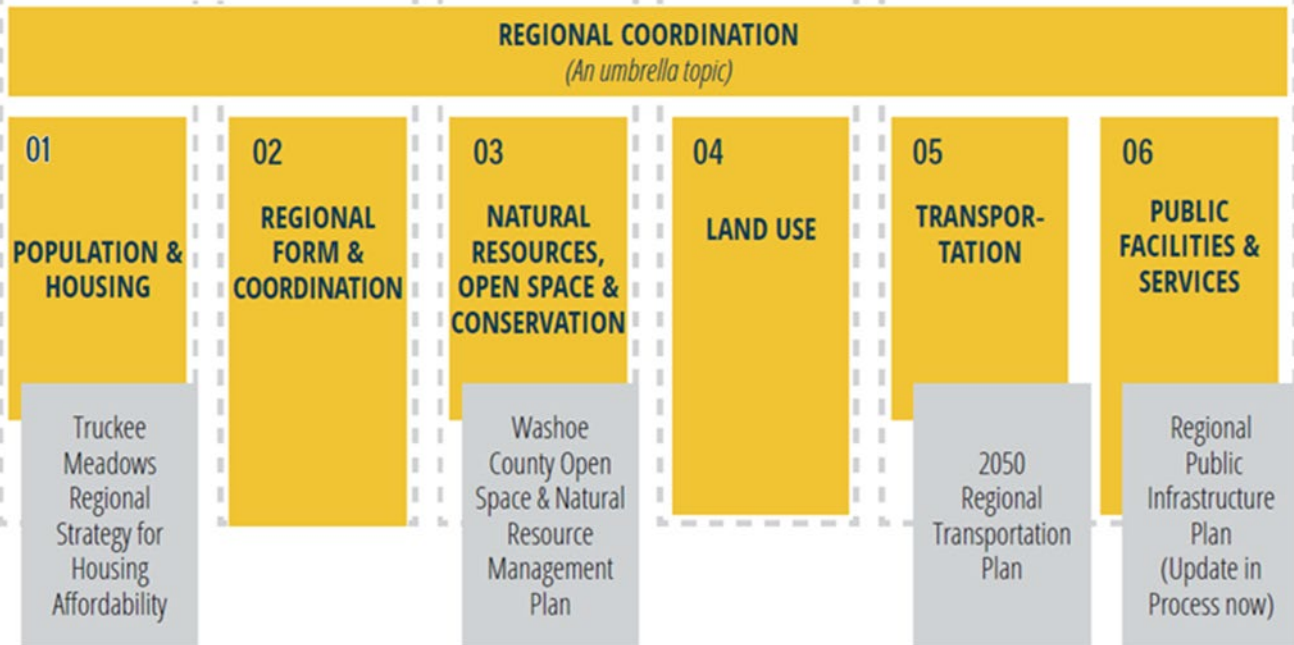 REGIONAL COORDINATION
(An umbrella topic)
01
POPULATION &
HOUSING
Truckee
Meadows
Regional
Strategy for
Housing
Affordability
02
REGIONAL
FORM &
COORDINATION
03
NATURAL
RESOURCES,
OPEN SPACE &
CONSERVATION
Washoe
County Open
Space & Natural
Resource
Management
Plan
04
LAND USE
05
TRANSPOR-
TATION
2050
Regional
Transportation
Plan
06
PUBLIC
FACILITIES &
SERVICES
Regional
Public
Infrastructure
Plan
(Update in
Process now)